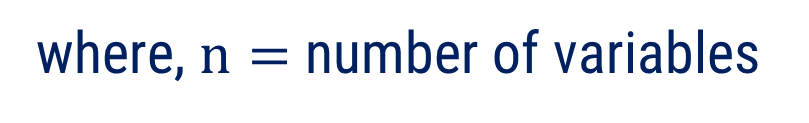 where, n = number of variables